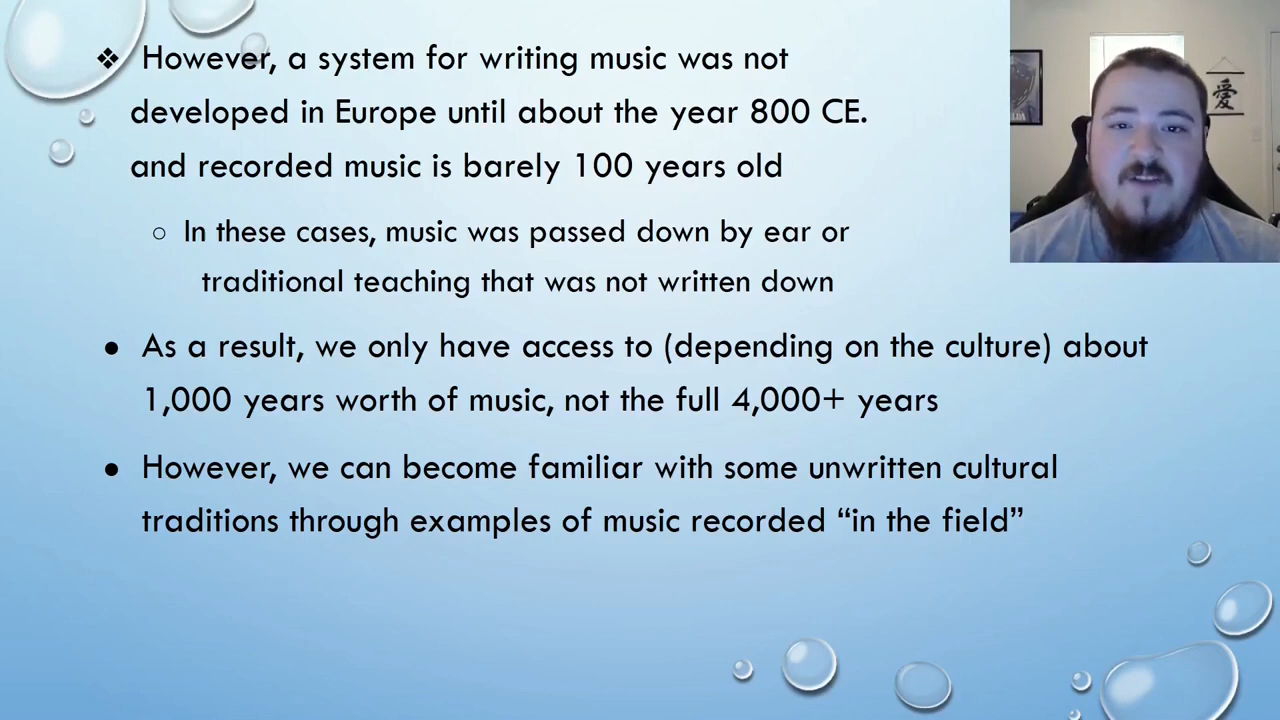 ❖ However, a system for writing music was not
developed in Europe until about the year 800 CE.
and recorded music is barely 100 years old
○ In these cases, music was passed down by ear or
traditional teaching that was not written down
● As a result, we only have access to (depending on the culture) about
1,000 years worth of music, not the full 4,000+ years
● However, we can become familiar with some unwritten cultural
traditions through examples of music recorded “in the field”
愛